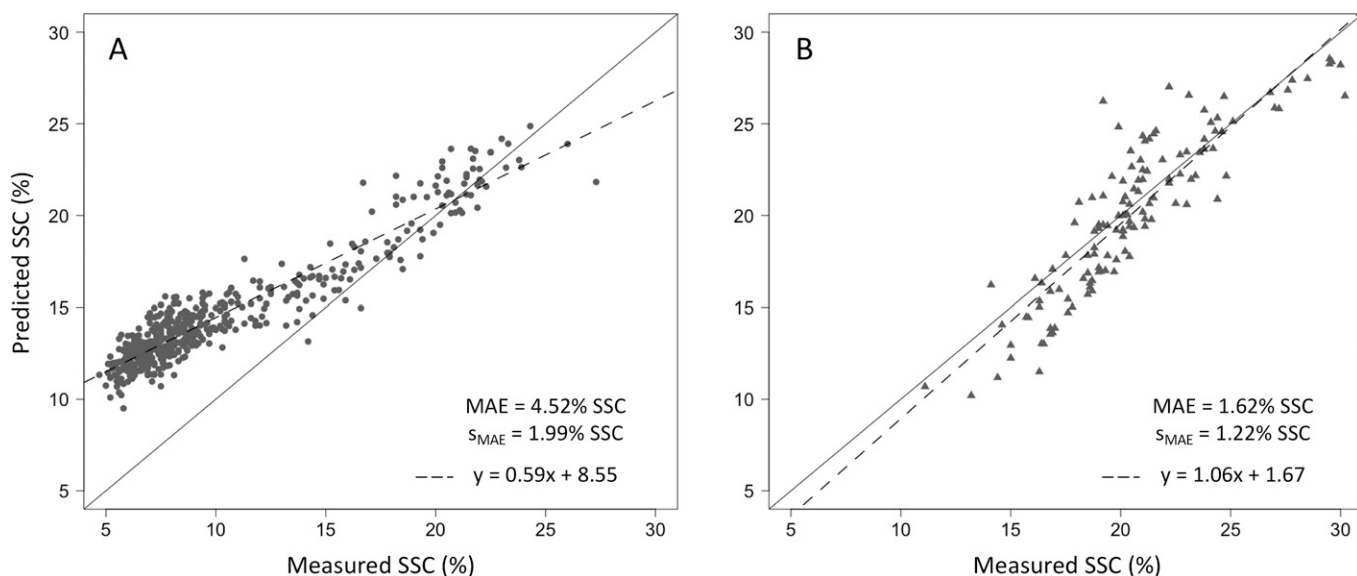 A
30
25
20
15
10
5
Predicted SSC (%)
MAE = 4.52% SSC
sMAE = 1.99% SSC
y = 0.59x + 8.55
5 10 15 20 25 30
Measured SSC (%)
B
30
25
20
15
10
5
MAE = 1.62% SSC
sMAE = 1.22% SSC
y = 1.06x + 1.67
5 10 15 20 25 30
Measured SSC (%)